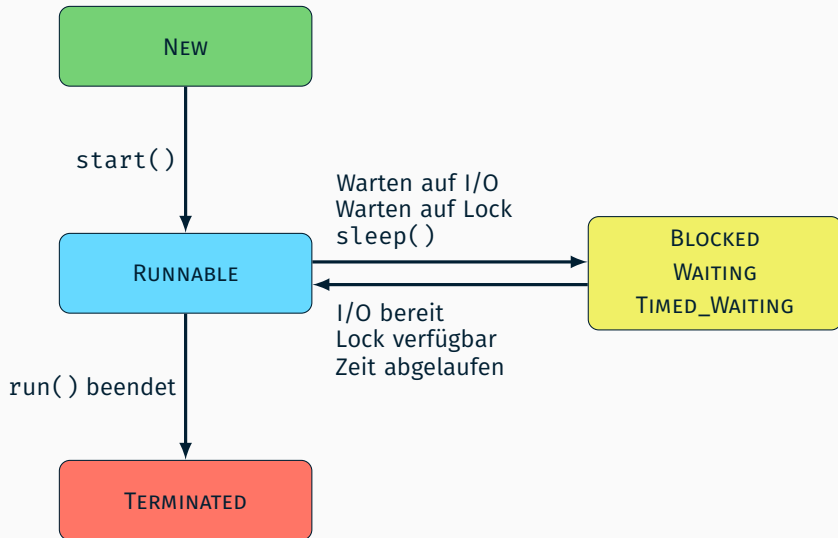 New
start()
Warten auf I/O
Warten auf Lock
sleep()
Runnable
Blocked
Waiting
Timed_Waiting
I/O bereit
Lock verfügbar
Zeit abgelaufen
run() beendet
Terminated